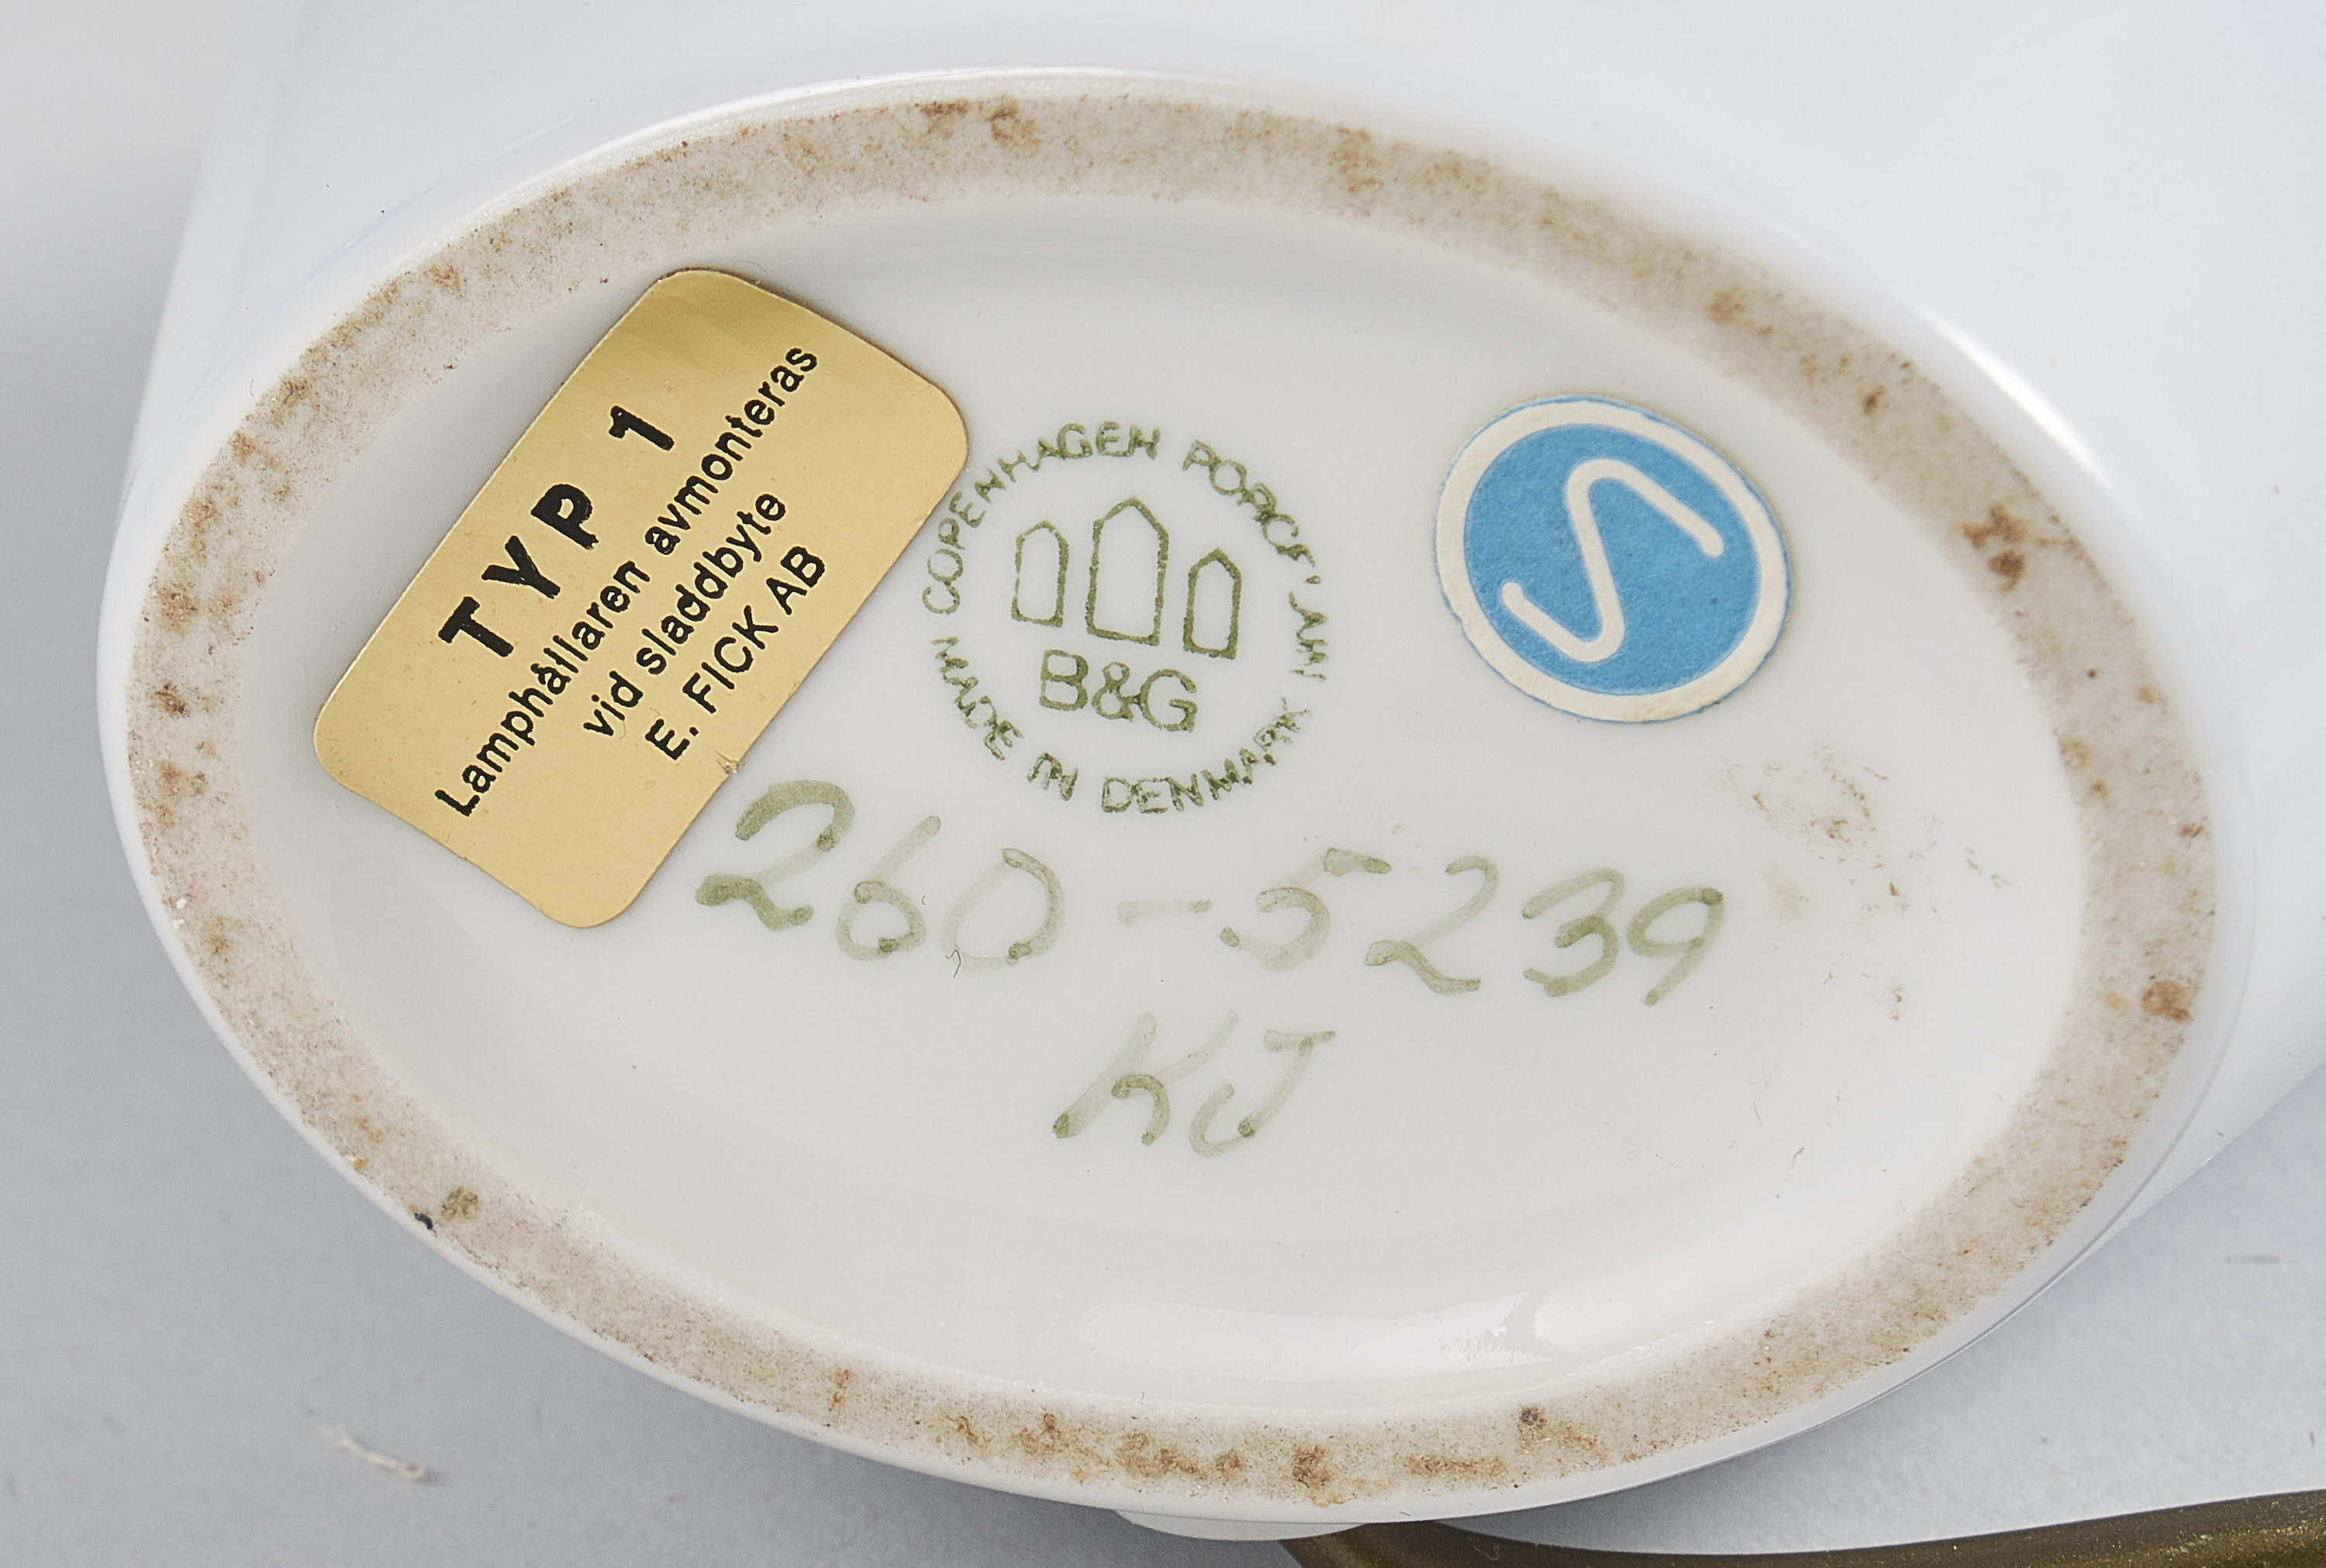 TYP 1
Lamphållaren avmonteras
vid sladdbyte
E. FICK AB
COPENHAGEN PORCELAIN
MADE IN DENMARK
B&G
S
260-5239
KJ